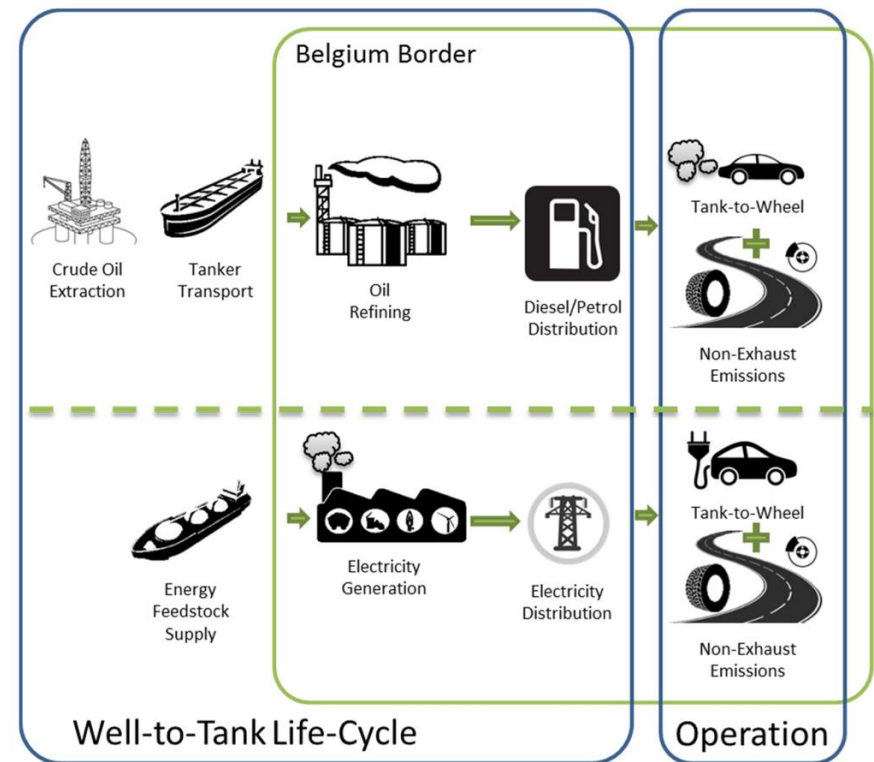 Belgium Border
Crude Oil
Extraction
Tanker
Transport
Oil
Refining
Diesel/Petrol
Distribution
Tank-to-Wheel
Non-Exhaust
Emissions
Energy
Feedstock
Supply
Electricity
Generation
Electricity
Distribution
Tank-to-Wheel
Non-Exhaust
Emissions
Well-to-Tank Life-Cycle
Operation